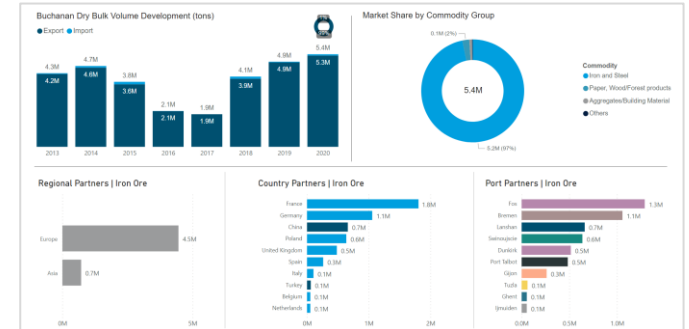 Buchanan Dry Bulk Volume Development (tons)
Export Import
4.3M 4.7M 3.8M 2.1M 1.9M 4.1M 4.9M 5.4M
4.2M 4.6M 3.6M 2.1M 1.9M 3.9M 4.9M 5.3M
2013 2014 2015 2016 2017 2018 2019 2020
Market Share by Commodity Group
0.1M (2%)
5.4M
5.2M (97%)
Commodity
Iron and Steel
Paper, Wood/Forest products
Aggregates/Building Material
Others
Regional Partners | Iron Ore
Europe 4.5M
Asia 0.7M
0M 5M
Country Partners | Iron Ore
France 1.8M
Germany 1.1M
China 0.7M
Poland 0.6M
United Kingdom 0.5M
Spain 0.3M
Italy 0.1M
Turkey 0.1M
Belgium 0.1M
Netherlands 0.1M
0M 1M 2M
Port Partners | Iron Ore
Fos 1.3M
Bremen 1.1M
Lanshan 0.7M
Swinoujscie 0.6M
Dunkirk 0.5M
Port Talbot 0.5M
Gijon 0.3M
Tuzla 0.1M
Ghent 0.1M
Ijmuiden 0.1M
0.0M 0.5M 1.0M